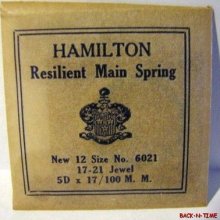 HAMILTON
Resilient Main Spring
New 12 Size No. 6021
17-21 Jewel
5D x 17/100 M. M.
BACK-N-TIME